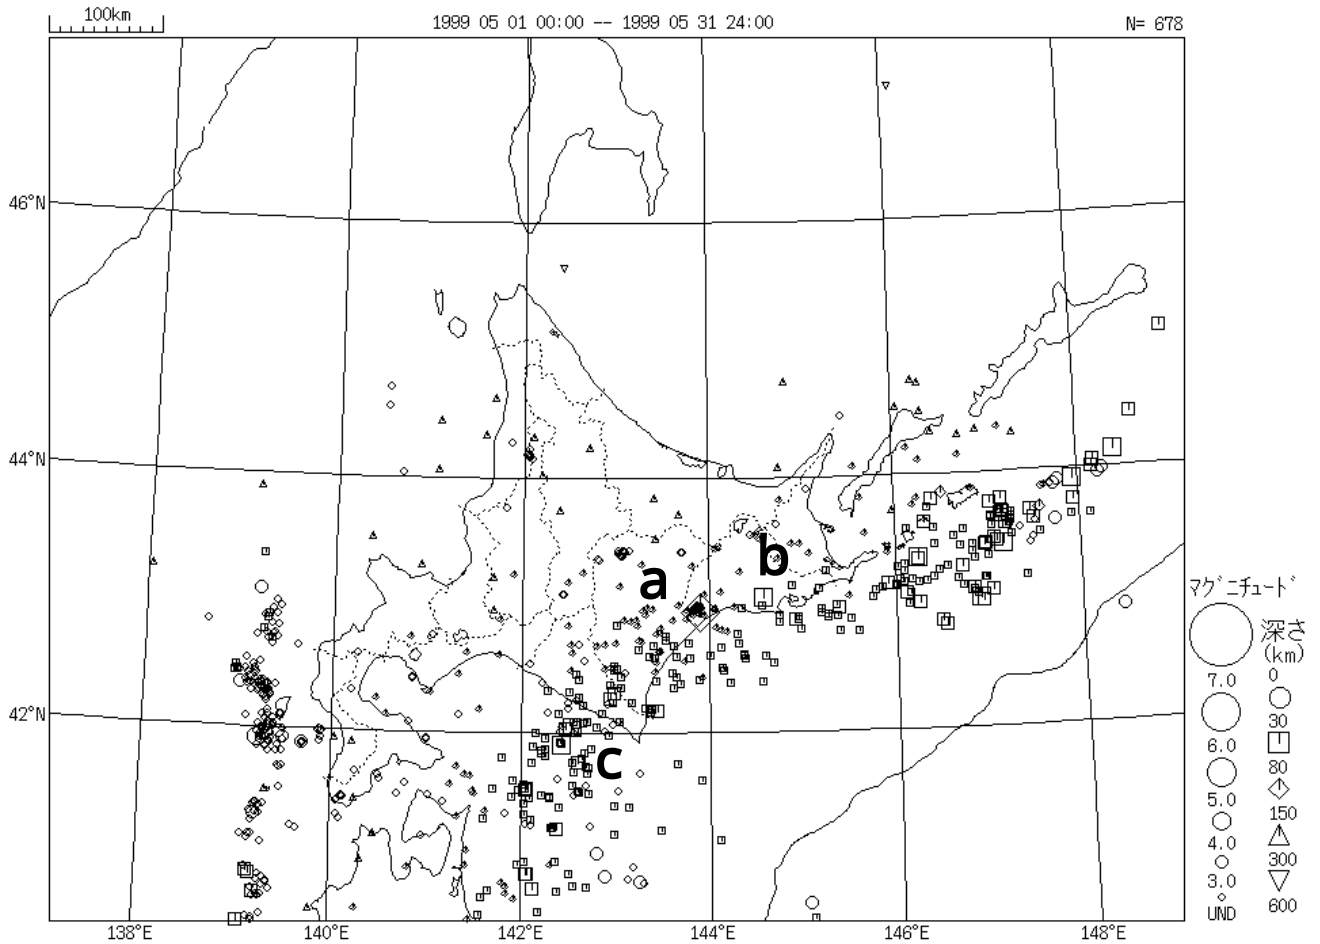 100km
1999 05 01 00:00 -- 1999 05 31 24:00
N= 678
46°N
44°N
42°N
138°E
140°E
142°E
144°E
146°E
148°E
a
b
c
ﾏｸﾞﾆﾁｭｰﾄﾞ
7.0
6.0
5.0
4.0
3.0
UND
深さ
(km)
0
30
80
150
300
600